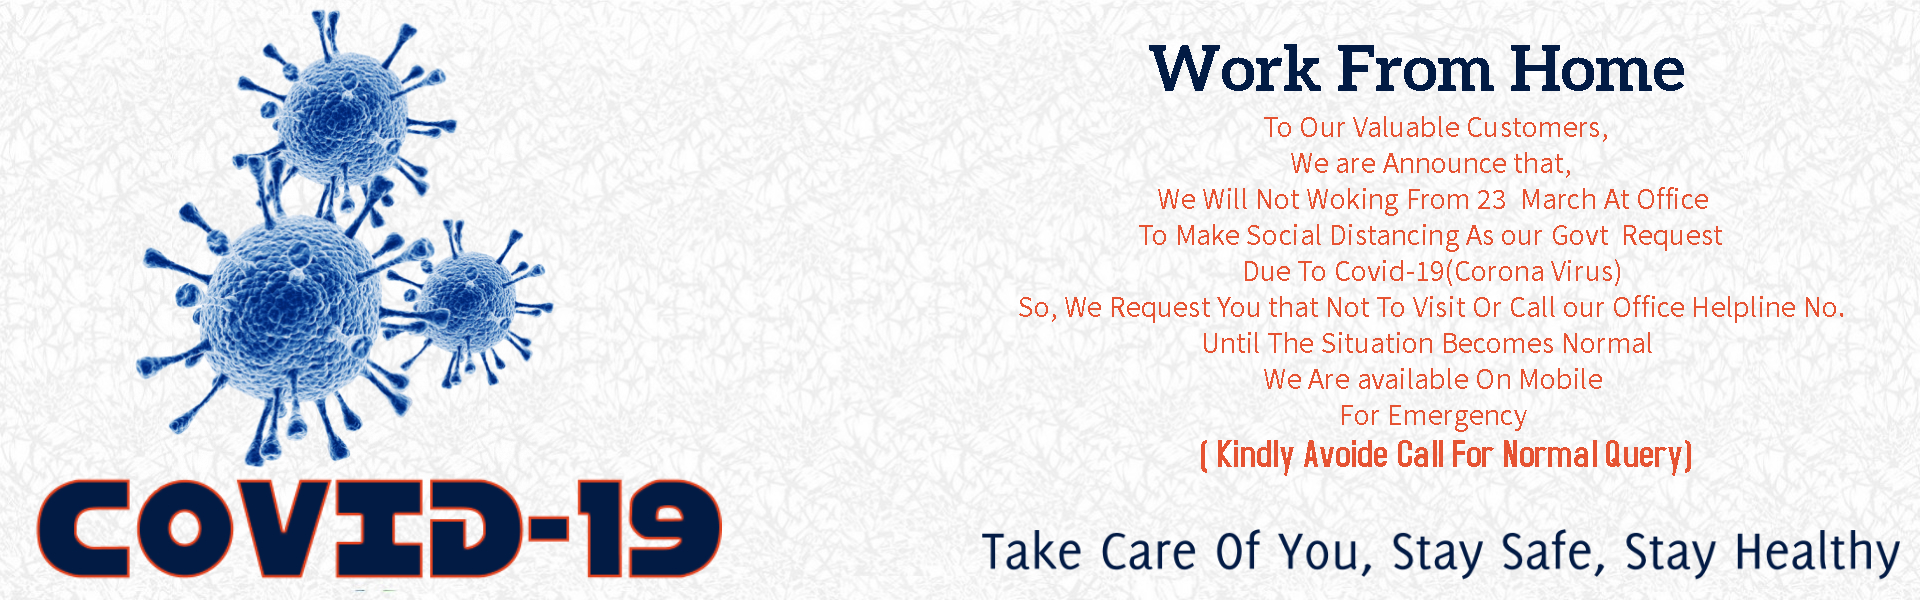 COVID-19
Work From Home
To Our Valuable Customers,
We are Announce that,
We Will Not Woking From 23 March At Office
To Make Social Distancing As our Govt Request
Due To Covid-19(Corona Virus)
So, We Request You that Not To Visit Or Call our Office Helpline No.
Until The Situation Becomes Normal
We Are available On Mobile
For Emergency
( Kindly Avoide Call For Normal Query)
Take Care Of You, Stay Safe, Stay Healthy